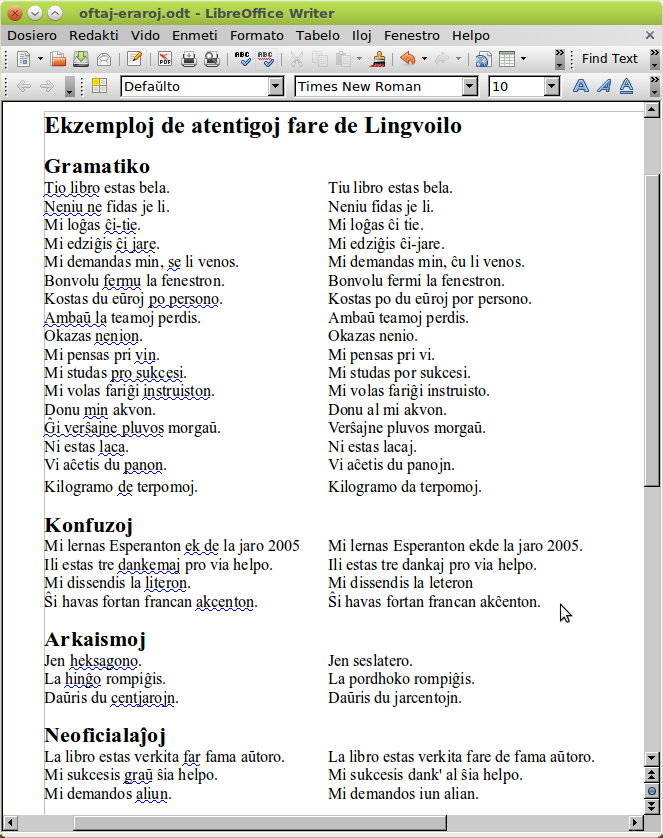 oftaj-eraroj.odt - LibreOffice Writer
Dosiero Redakti Vido Enmeti Formato Tabelo Iloj Fenestro Helpo
Find Text
Defaŭlto Times New Roman 10
Ekzemploj de atentigoj fare de Lingvoilo
Gramatiko
Tio libro estas bela. Tiu libro estas bela.
Neniu ne fidas je li. Neniu fidas je li.
Mi loĝas ĉi-tie. Mi loĝas ĉi tie.
Mi edziĝis ĉi jare. Mi edziĝis ĉi-jare.
Mi demandas min, se li venos. Mi demandas min, ĉu li venos.
Bonvolu fermu la fenestron. Bonvolu fermi la fenestron.
Kostas du eŭroj po persono. Kostas po du eŭroj por persono.
Ambaŭ la teamoj perdis. Ambaŭ teamoj perdis.
Okazas nenion. Okazas nenio.
Mi pensas pri vin. Mi pensas pri vi.
Mi studas pro sukcesi. Mi studas por sukcesi.
Mi volas fariĝi instruiston. Mi volas fariĝi instruisto.
Donu min akvon. Donu al mi akvon.
Ĝi verŝajne pluvos morgaŭ. Verŝajne pluvos morgaŭ.
Ni estas laca. Ni estas lacaj.
Vi aĉetis du panon. Vi aĉetis du panojn.
Kilogramo de terpomoj. Kilogramo da terpomoj.
Konfuzoj
Mi lernas Esperanton ek de la jaro 2005 Mi lernas Esperanton ekde la jaro 2005.
Ili estas tre dankemaj pro via helpo. Ili estas tre dankaj pro via helpo.
Mi dissendis la literon. Mi dissendis la leteron
Ŝi havas fortan francan akcenton. Ŝi havas fortan francan akĉenton.
Arkaismoj
Jen heksagono. Jen seslatero.
La hinĝo rompiĝis. La pordhoko rompiĝis.
Daŭris du centjarojn. Daŭris du jarcentojn.
Neoficialaĵoj
La libro estas verkita far fama aŭtoro. La libro estas verkita fare de fama aŭtoro.
Mi sukcesis graŭ ŝia helpo. Mi sukcesis dank' al ŝia helpo.
Mi demandos aliun. Mi demandos iun alian.